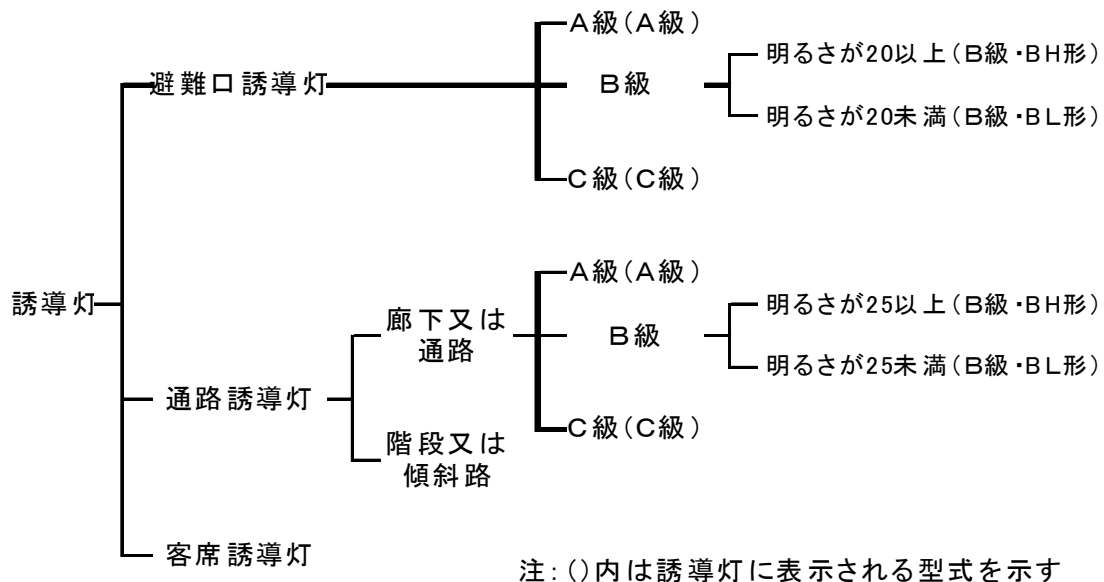 誘導灯
避難口誘導灯
A級(A級)
B級
明るさが20以上(B級・BH形)
明るさが20未満(B級・BL形)
C級(C級)
通路誘導灯
廊下又は
通路
A級(A級)
B級
明るさが25以上(B級・BH形)
明るさが25未満(B級・BL形)
C級(C級)
階段又は
傾斜路
客席誘導灯
注:()内は誘導灯に表示される型式を示す